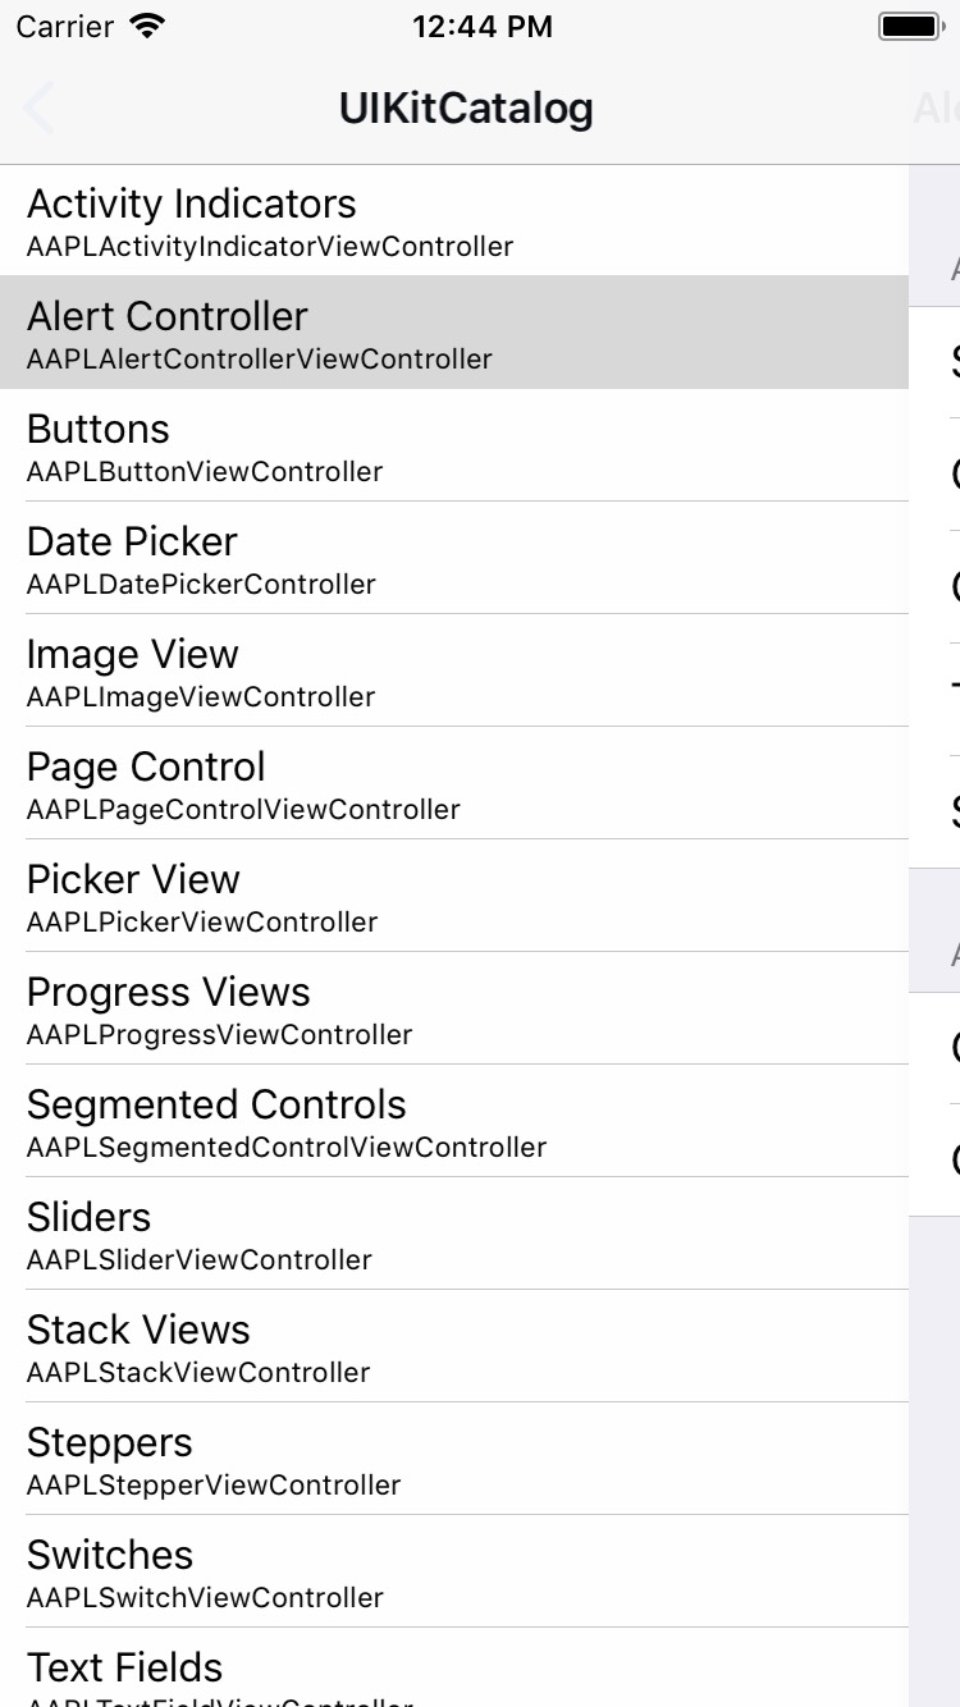 Carrier 12:44 PM
UIKitCatalog
Activity Indicators
AAPLActivityIndicatorViewController
Alert Controller
AAPLAlertControllerViewController
Buttons
AAPLButtonViewController
Date Picker
AAPLDatePickerController
Image View
AAPLImageViewController
Page Control
AAPLPageControlViewController
Picker View
AAPLPickerViewController
Progress Views
AAPLProgressViewController
Segmented Controls
AAPLSegmentedControlViewController
Sliders
AAPLSliderViewController
Stack Views
AAPLStackViewController
Steppers
AAPLStepperViewController
Switches
AAPLSwitchViewController
Text Fields
AAPLTextFieldViewController